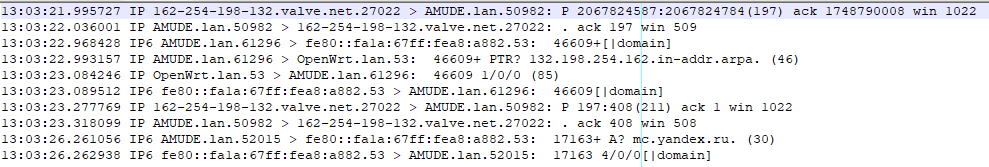 13:03:21.995727 IP 162-254-198-132.valve.net.27022 > AMUDE.lan.50982: P 2067824587:2067824784(197) ack 1748790008 win 1022
13:03:22.036001 IP AMUDE.lan.50982 > 162-254-198-132.valve.net.27022: . ack 197 win 509
13:03:22.968428 IP6 AMUDE.lan.61296 > fe80::fa1a:67ff:fea8:a882.53:  46609+[|domain]
13:03:22.993157 IP AMUDE.lan.61296 > OpenWrt.lan.53:  46609+ PTR? 132.198.254.162.in-addr.arpa. (46)
13:03:23.084246 IP OpenWrt.lan.53 > AMUDE.lan.61296:  46609 1/0/0 (85)
13:03:23.089512 IP6 fe80::fa1a:67ff:fea8:a882.53 > AMUDE.lan.61296:  46609[|domain]
13:03:23.277769 IP 162-254-198-132.valve.net.27022 > AMUDE.lan.50982: P 197:408(211) ack 1 win 1022
13:03:23.318099 IP AMUDE.lan.50982 > 162-254-198-132.valve.net.27022: . ack 408 win 508
13:03:26.261056 IP6 AMUDE.lan.52015 > fe80::fa1a:67ff:fea8:a882.53:  17163+ A? mc.yandex.ru. (30)
13:03:26.262938 IP6 fe80::fa1a:67ff:fea8:a882.53 > AMUDE.lan.52015:  17163 4/0/0[|domain]